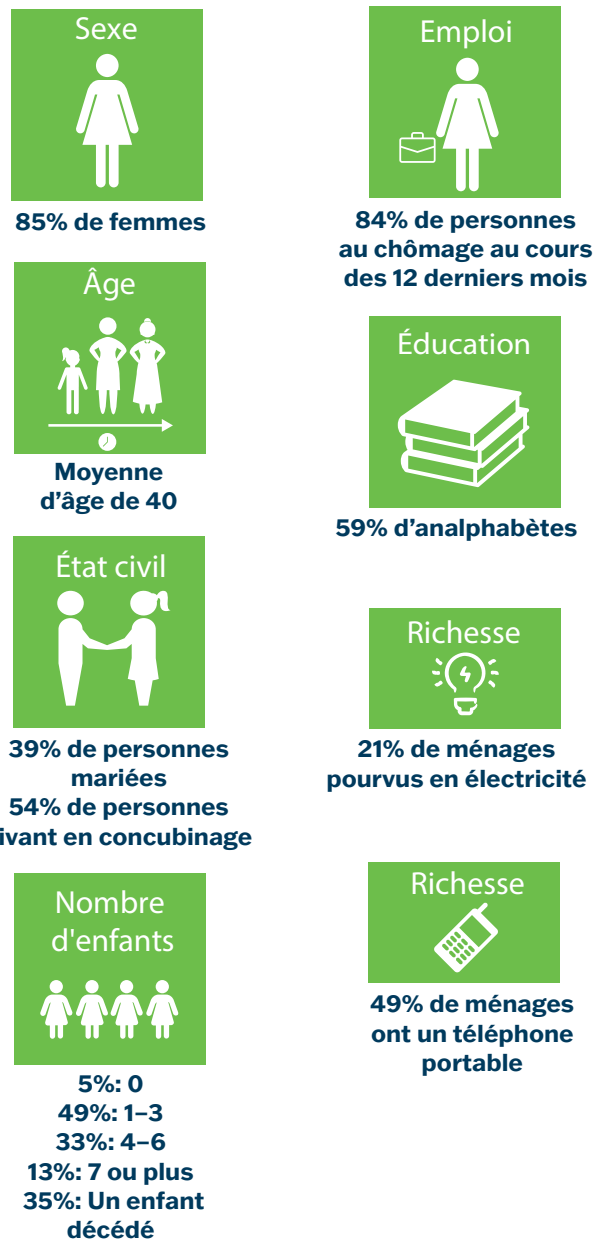 Sexe
85% de femmes
Âge
Moyenne
d’âge de 40
État civil
39% de personnes
mariées
54% de personnes
ivant en concubinage
Nombre
d'enfants
5%: 0
49%: 1–3
33%: 4–6
13%: 7 ou plus
35%: Un enfant
décédé
Emploi
84% de personnes
au chômage au cours
des 12 derniers mois
Éducation
59% d’analphabètes
Richesse
21% de ménages
pourvus en électricité
Richesse
49% de ménages
ont un téléphone
portable